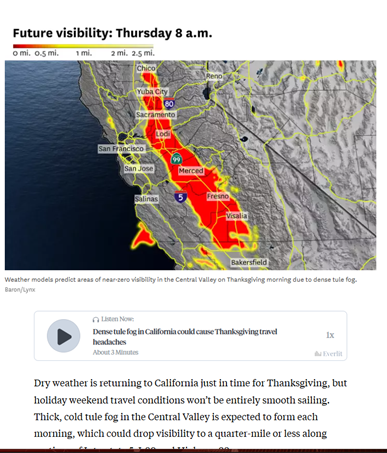 Future visibility: Thursday 8 a.m.
0 mi. 0.5 mi. 1 mi. 2 mi. 2.5 mi.
Chico
Reno
Yuba City
80
Sacramento
Lodi
San Francisco
99
San Jose
Merced
Salinas
5
Fresno
Visalia
Bakersfield
Weather models predict areas of near-zero visibility in the Central Valley on Thanksgiving morning due to dense tule fog.
Baron/Lynx
Listen Now:
Dense tule fog in California could cause Thanksgiving travel
headaches
1x
About 3 Minutes
Everlit
Dry weather is returning to California just in time for Thanksgiving, but
holiday weekend travel conditions won't be entirely smooth sailing.
Thick, cold tule fog in the Central Valley is expected to form each
morning, which could drop visibility to a quarter-mile or less along